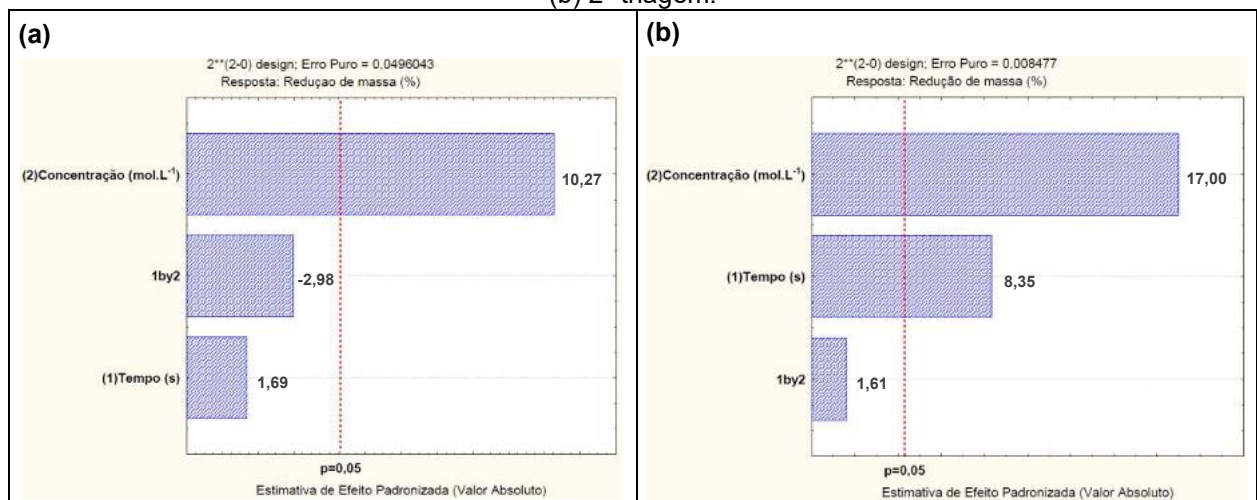 (b) 2ª triagem.
(a)
2**(2-0) design; Erro Puro = 0,0496043
Resposta: Reduçao de massa (%)
(2)Concentração (mol.L⁻¹)
10,27
1by2
-2,98
(1)Tempo (s)
1,69
p=0,05
Estimativa de Efeito Padronizada (Valor Absoluto)
(b)
2**(2-0) design; Erro Puro = 0,008477
Resposta: Redução de massa (%)
(2)Concentração (mol.L⁻¹)
17,00
(1)Tempo (s)
8,35
1by2
1,61
p=0,05
Estimativa de Efeito Padronizada (Valor Absoluto)